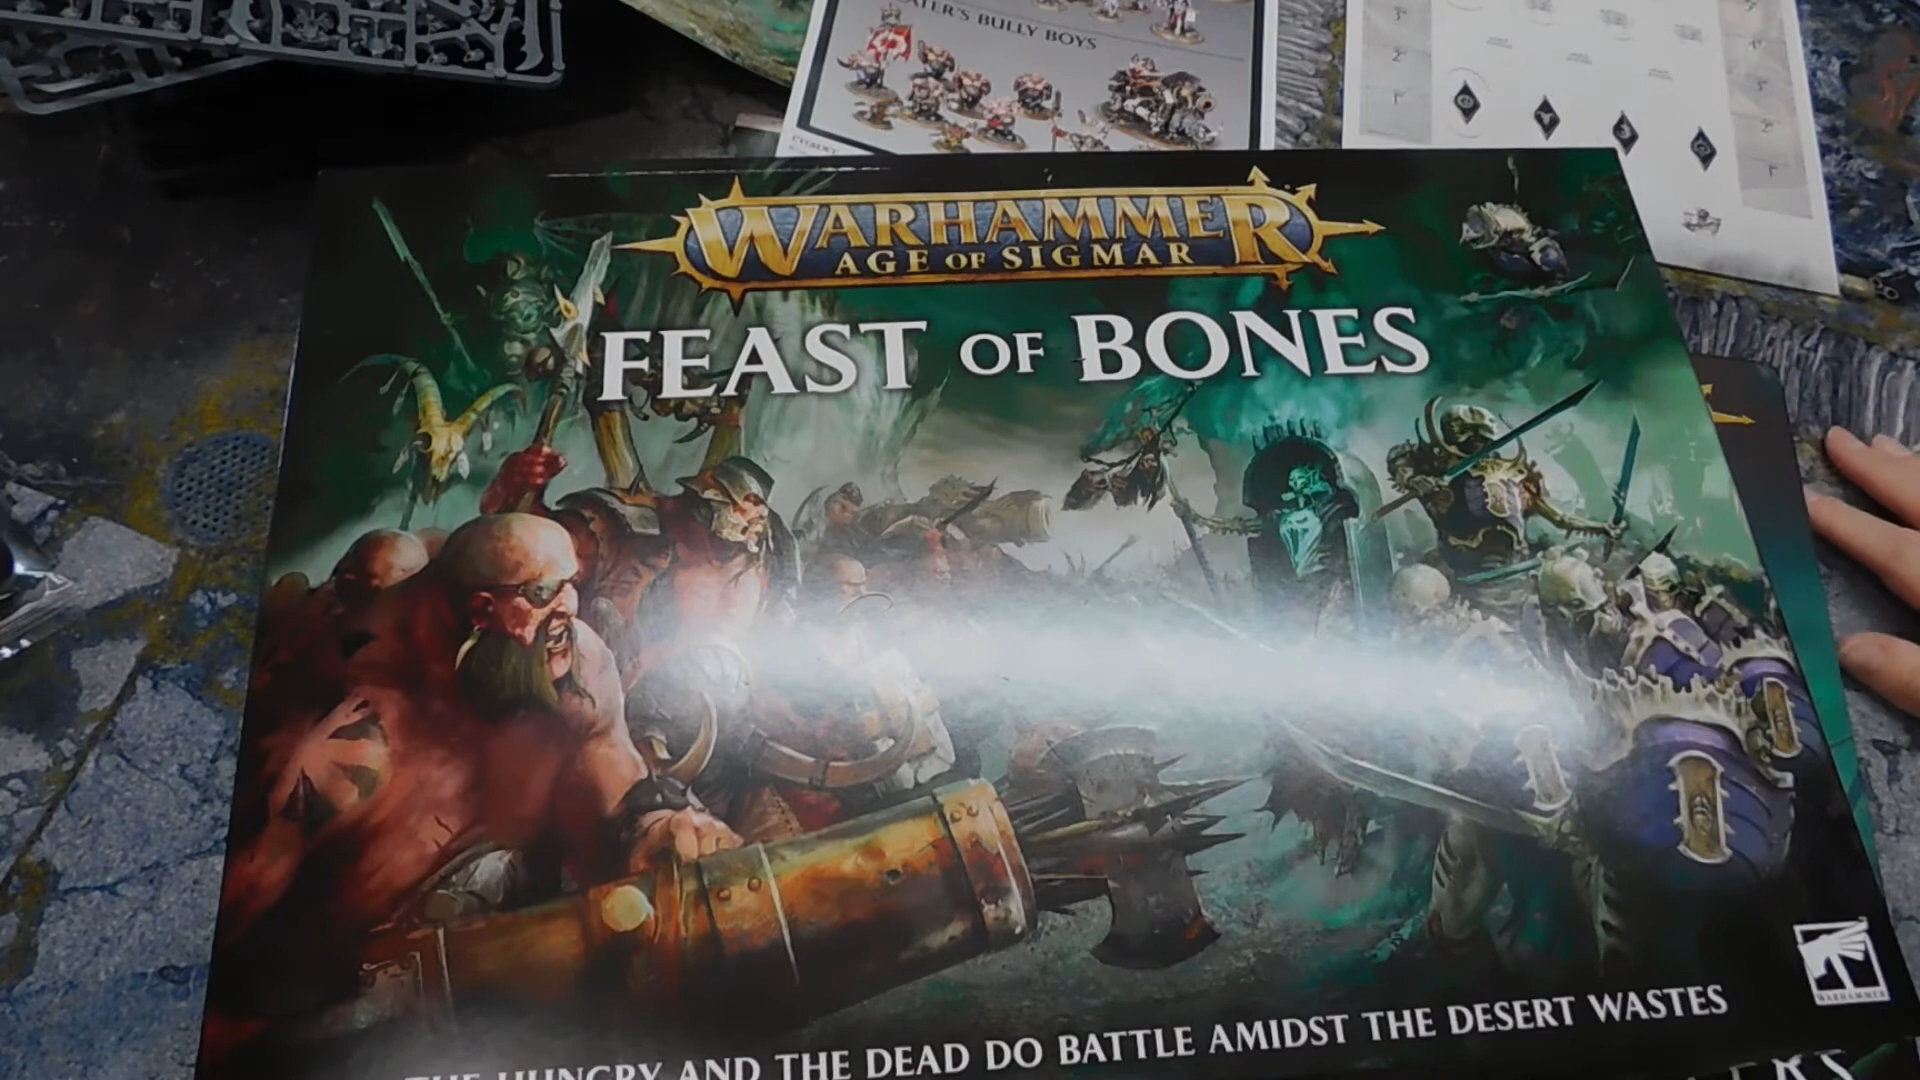 BULLY BOYS
WARHAMMER
AGE OF SIGMAR
FEAST OF BONES
THE HUNGRY AND THE DEAD DO BATTLE AMIDST THE DESERT WASTES
WARHAMMER